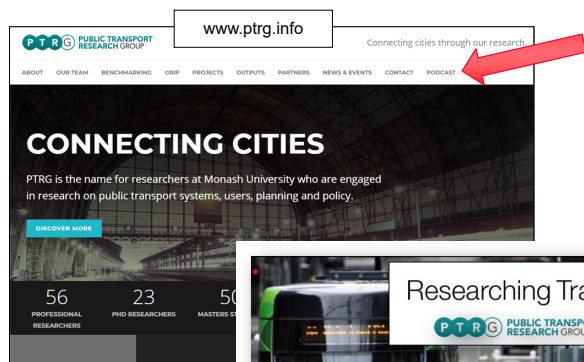 www.ptrg.info
PTRG PUBLIC TRANSPORT
RESEARCH GROUP
Connecting cities through our research.
ABOUT OUR TEAM BENCHMARKING GRIP PROJECTS OUTPUTS PARTNERS NEWS & EVENTS CONTACT PODCAST
CONNECTING CITIES
PTRG is the name for researchers at Monash University who are engaged
in research on public transport systems, users, planning and policy.
DISCOVER MORE
56 23
PROFESSIONAL PHD RESEARCHERS MASTERS
RESEARCHERS
Researching
PTRG PUBLIC
RESEARCH